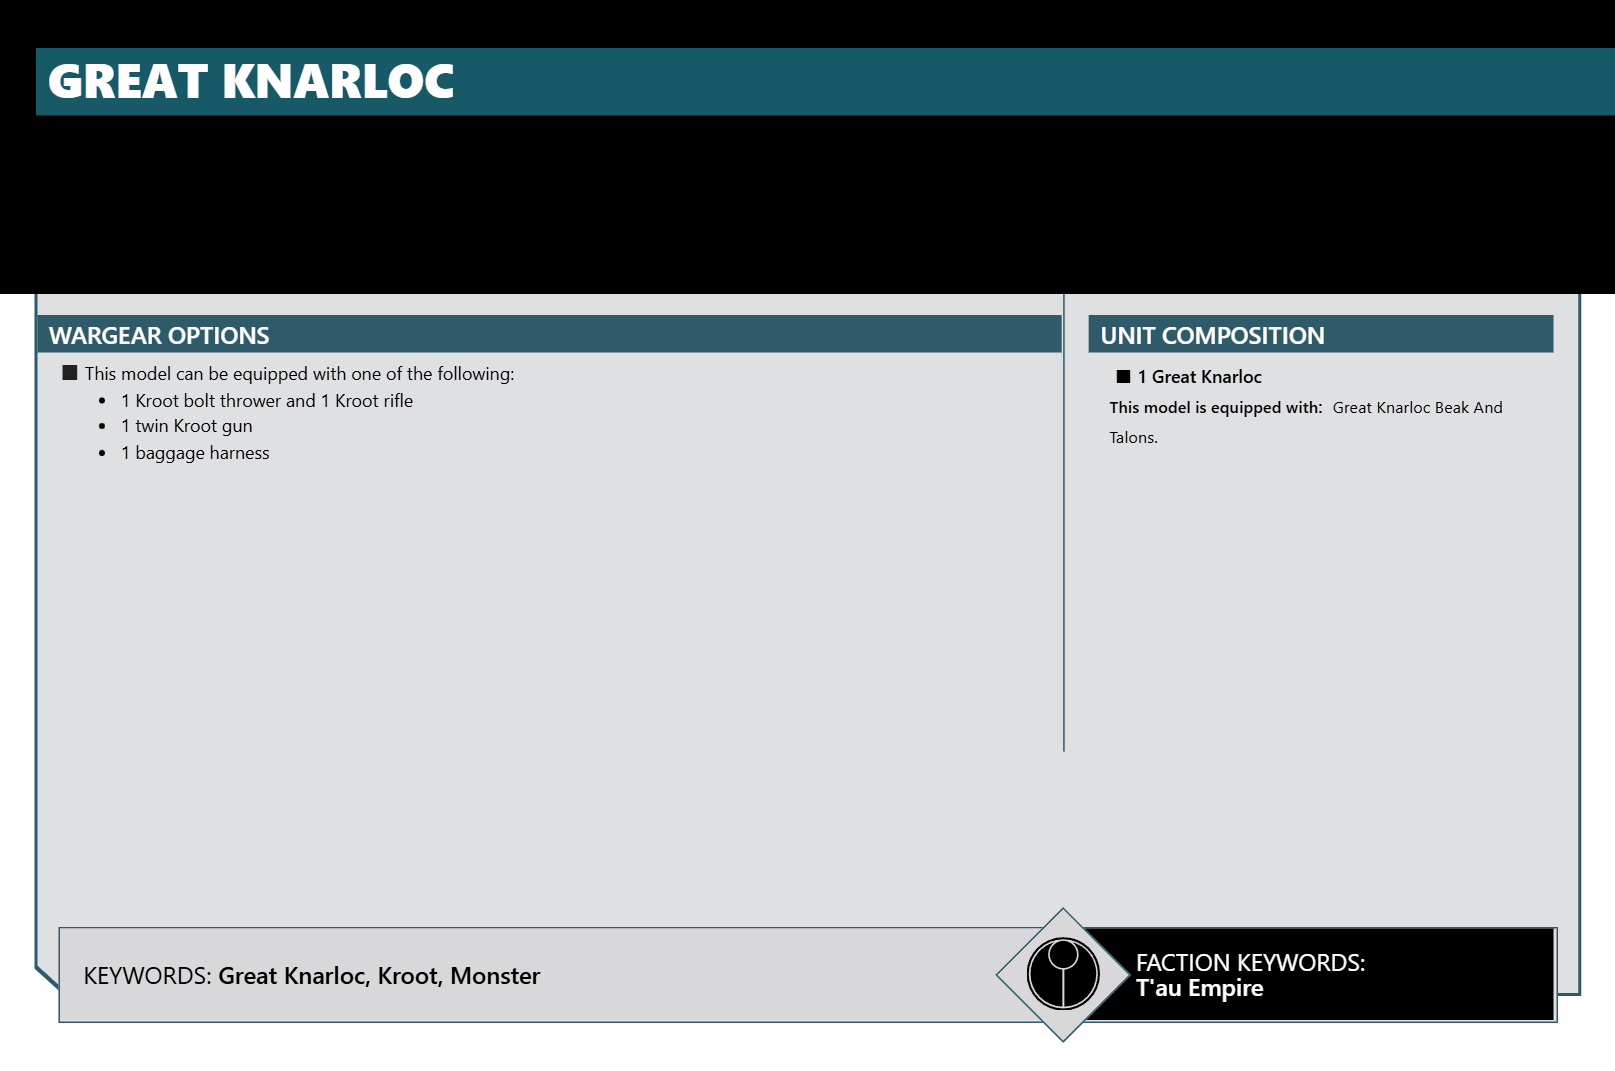 GREAT KNARLOC
WARGEAR OPTIONS
■ This model can be equipped with one of the following:
• 1 Kroot bolt thrower and 1 Kroot rifle
• 1 twin Kroot gun
• 1 baggage harness
UNIT COMPOSITION
■ 1 Great Knarloc
This model is equipped with: Great Knarloc Beak And
Talons.
KEYWORDS: Great Knarloc, Kroot, Monster
FACTION KEYWORDS:
T'au Empire